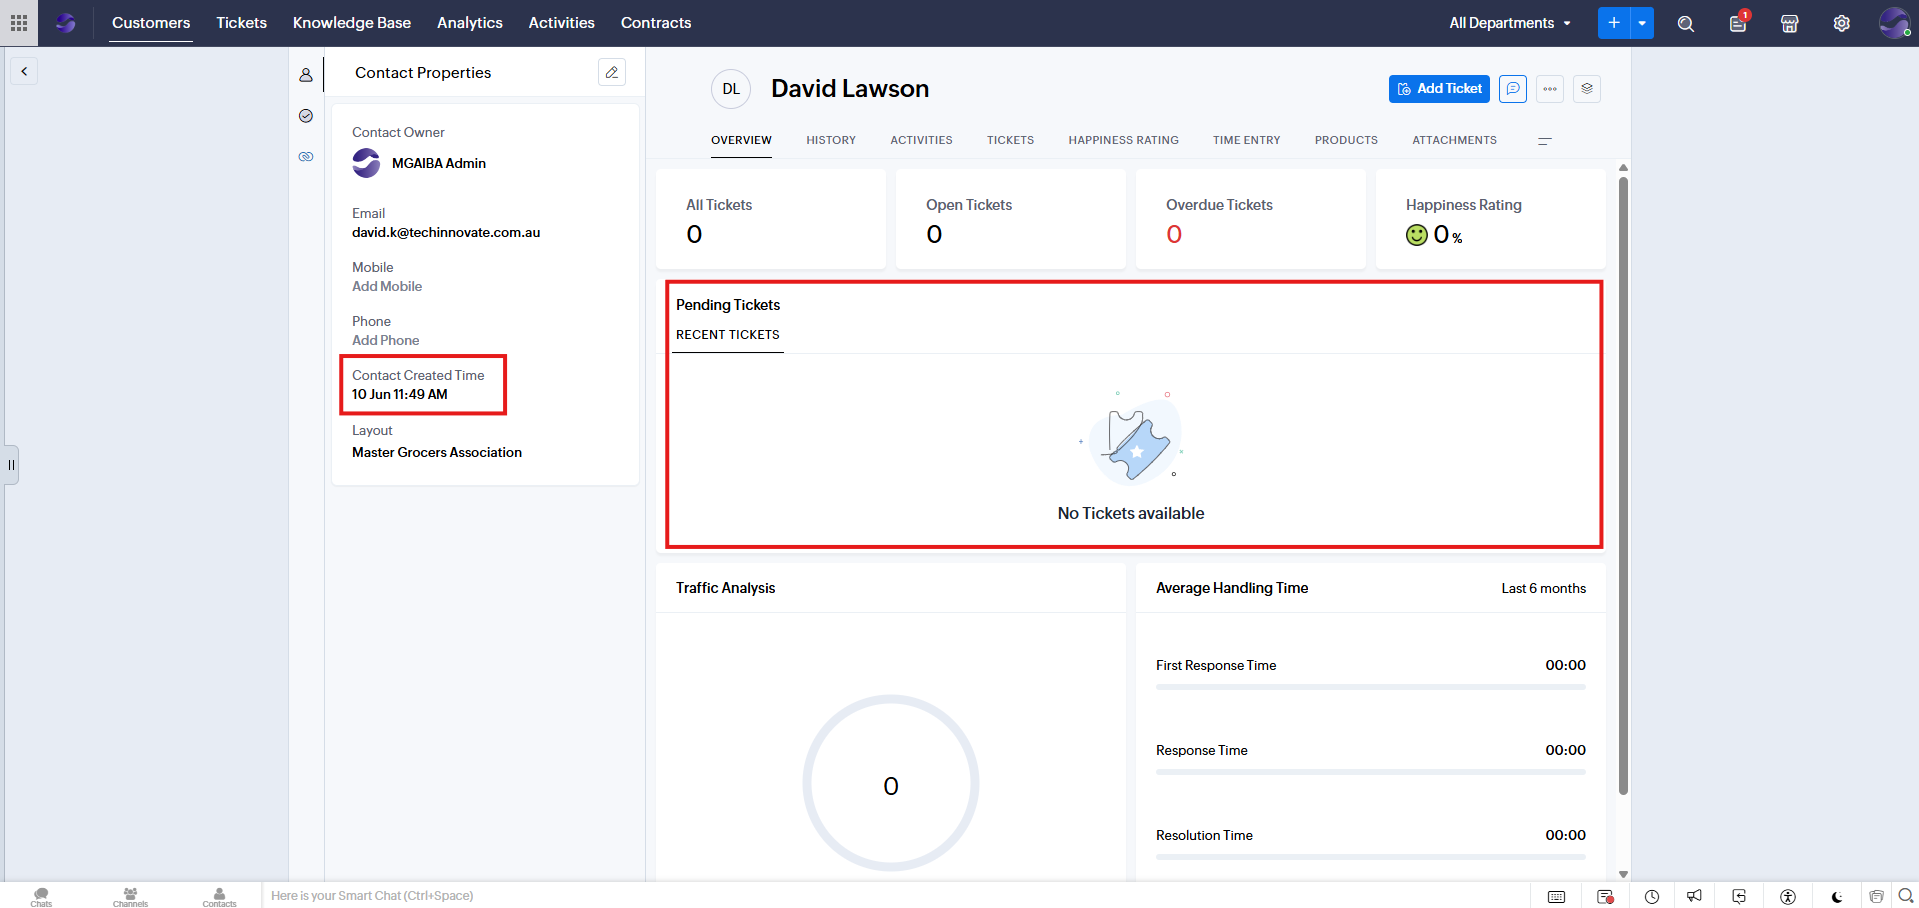 Customers
Tickets
Knowledge Base
Analytics
Activities
Contracts
All Departments
1
Contact Properties
Contact Owner
MGAIBA Admin
Email
david.k@techinnovate.com.au
Mobile
Add Mobile
Phone
Add Phone
Contact Created Time
10 Jun 11:49 AM
Layout
Master Grocers Association
DL
David Lawson
Add Ticket
OVERVIEW
HISTORY
ACTIVITIES
TICKETS
HAPPINESS RATING
TIME ENTRY
PRODUCTS
ATTACHMENTS
All Tickets
0
Open Tickets
0
Overdue Tickets
0
Happiness Rating
0 %
Pending Tickets
RECENT TICKETS
No Tickets available
Traffic Analysis
0
Average Handling Time
Last 6 months
First Response Time
00:00
Response Time
00:00
Resolution Time
00:00
Chats
Channels
Contacts
Here is your Smart Chat (Ctrl+Space)